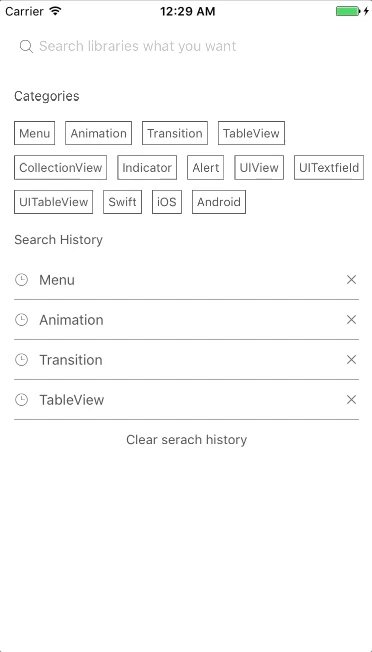 Carrier 12:29 AM
Search libraries what you want
Categories
Menu Animation Transition TableView
CollectionView Indicator Alert UIView UITextfield
UITableView Swift iOS Android
Search History
Menu
Animation
Transition
TableView
Clear serach history